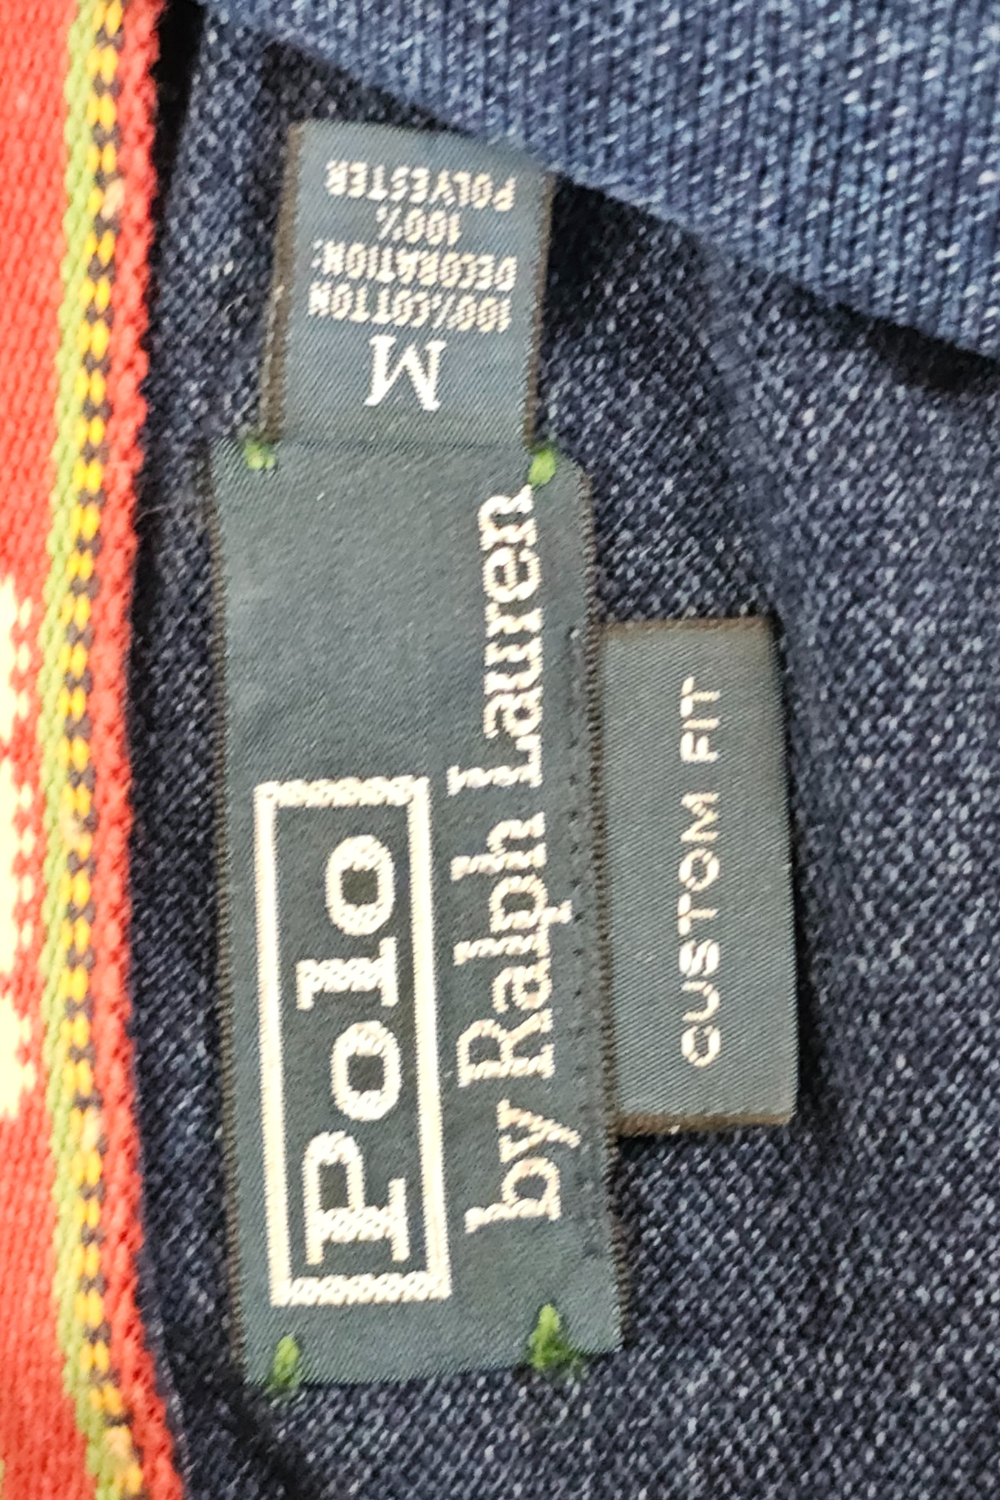 Polo
by Ralph Lauren
CUSTOM FIT
M
100% COTTON
DECORATION:
100%
POLYESTER